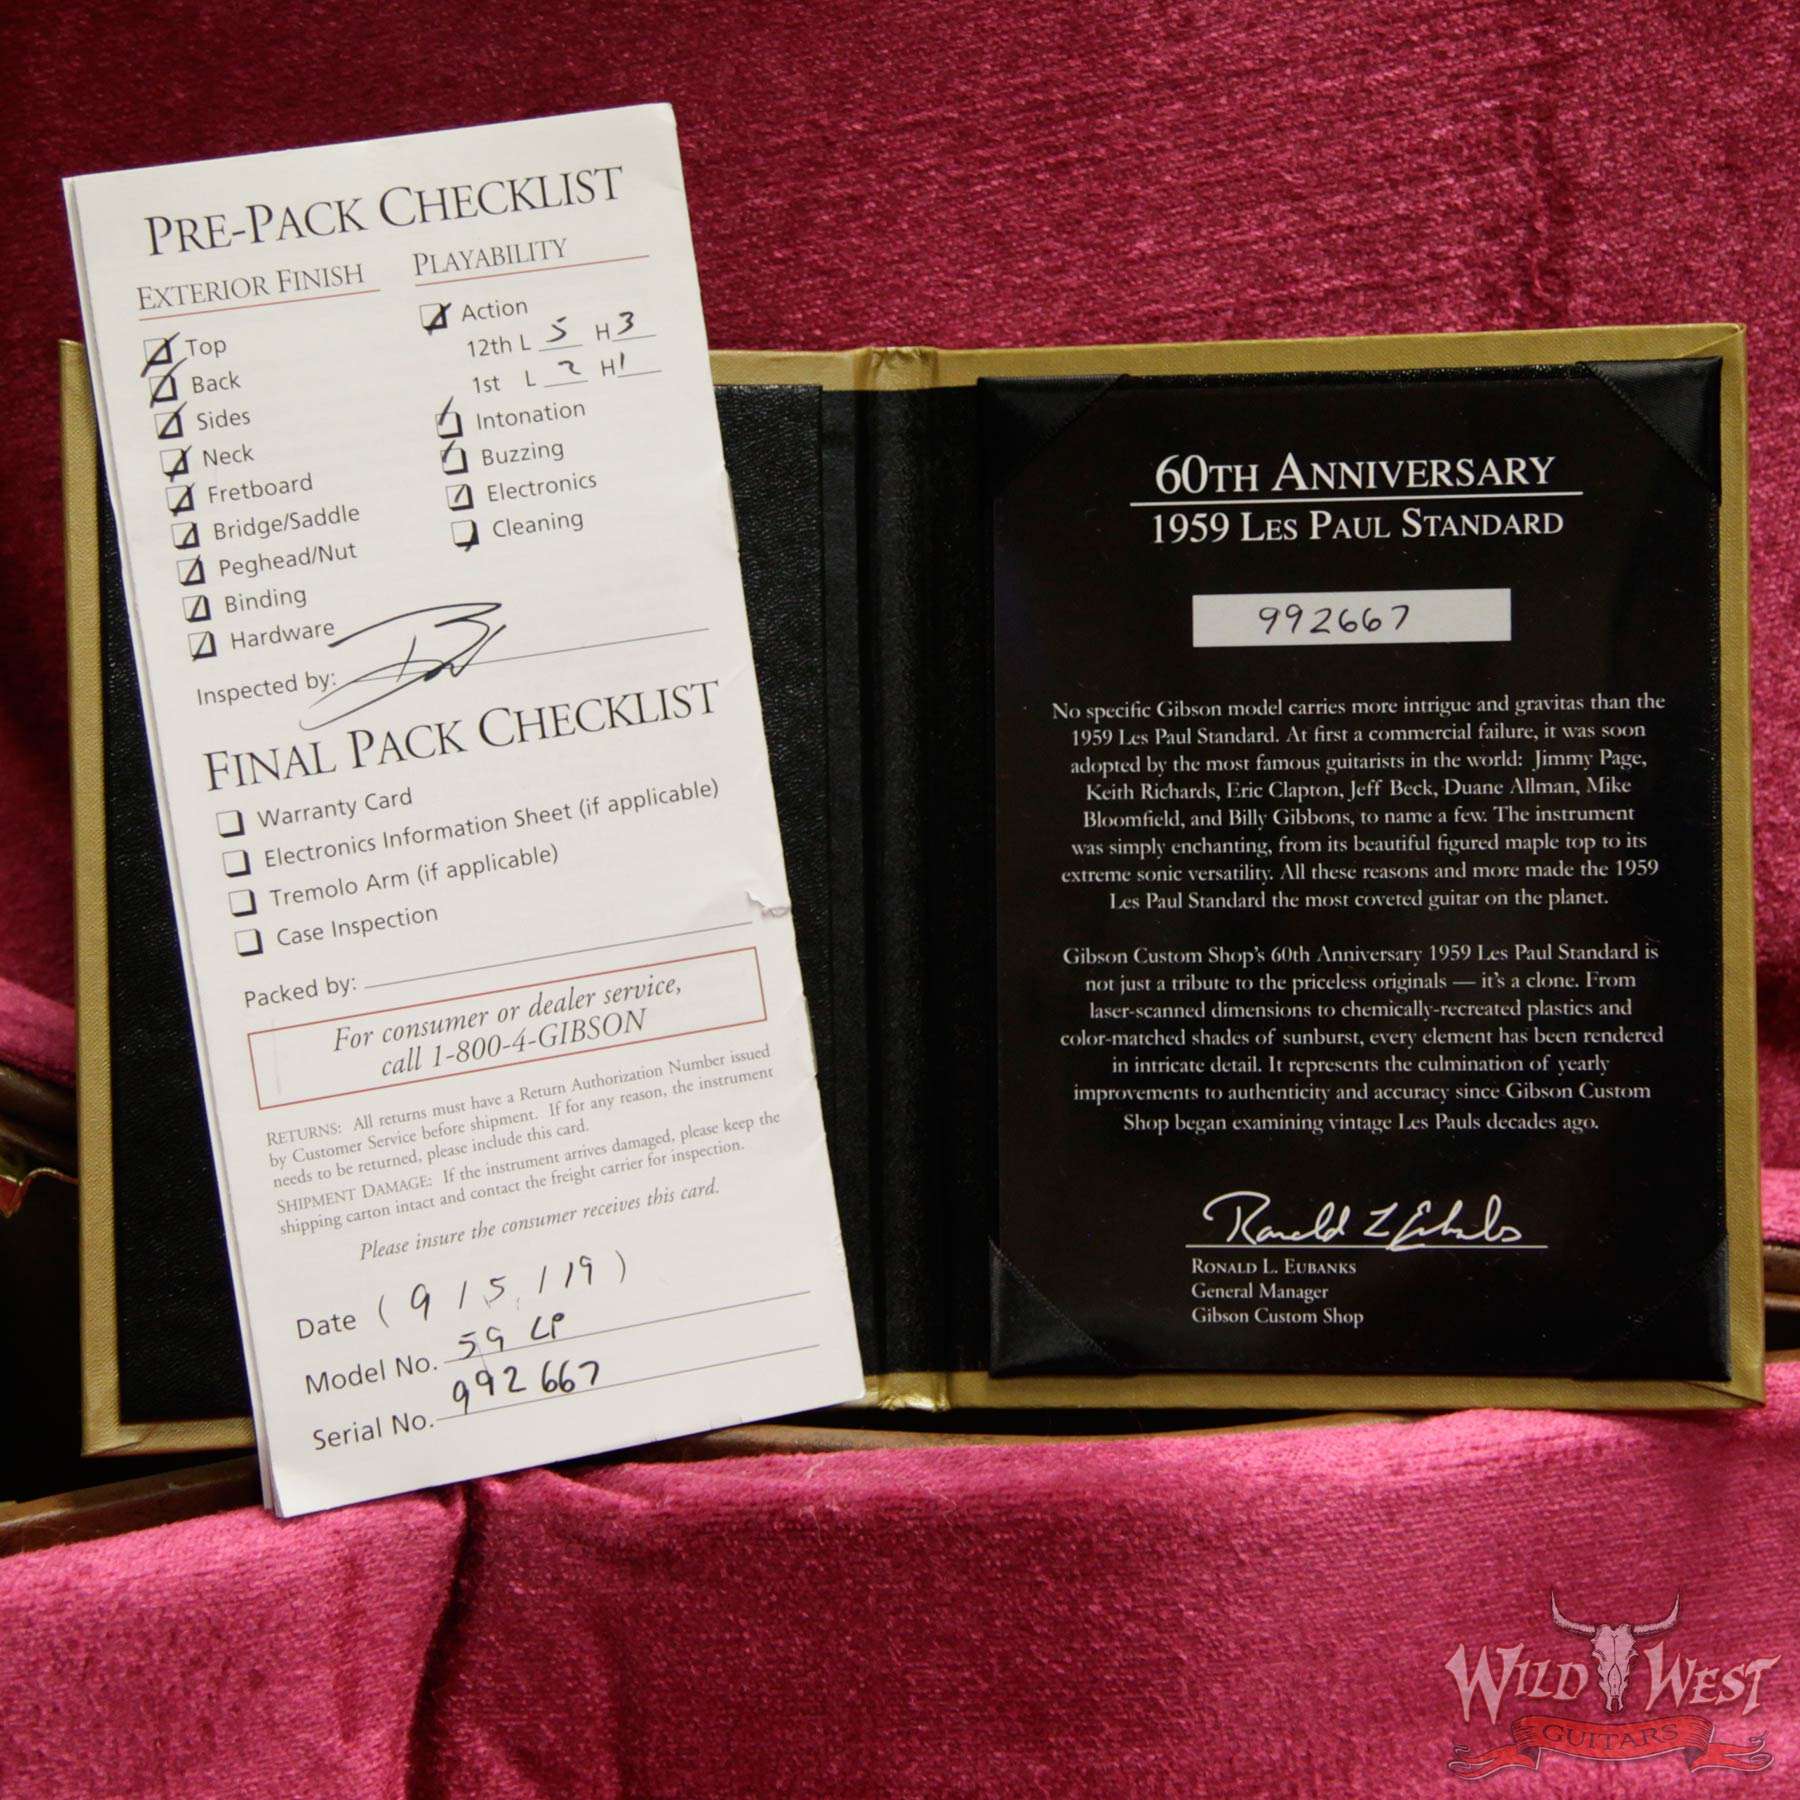 PRE-PACK CHECKLIST
EXTERIOR FINISH
Top
Back
Sides
Neck
Fretboard
Bridge/Saddle
Peghead/Nut
Binding
Hardware
PLAYABILITY
Action
12th L 5 H 3
1st L 2 H 1
Intonation
Buzzing
Electronics
Cleaning
Inspected by:
FINAL PACK CHECKLIST
Warranty Card
Electronics Information Sheet (if applicable)
Tremolo Arm (if applicable)
Case Inspection
Packed by:
For consumer or dealer service,
call 1-800-4-GIBSON
RETURNS: All returns must have a Return Authorization Number issued
by Customer Service before shipment. If for any reason, the instrument
needs to be returned, please include this card.
SHIPMENT DAMAGE: If the instrument arrives damaged, please keep the
shipping carton intact and contact the freight carrier for inspection.
Please insure the consumer receives this card.
Date ( 9 / 5 / 19 )
Model No. 59 LP
Serial No. 992667
60TH ANNIVERSARY
1959 LES PAUL STANDARD
992667
No specific Gibson model carries more intrigue and gravitas than the
1959 Les Paul Standard. At first a commercial failure, it was soon
adopted by the most famous guitarists in the world: Jimmy Page,
Keith Richards, Eric Clapton, Jeff Beck, Duane Allman, Mike
Bloomfield, and Billy Gibbons, to name a few. The instrument
was simply enchanting, from its beautiful figured maple top to its
extreme sonic versatility. All these reasons and more made the 1959
Les Paul Standard the most coveted guitar on the planet.
Gibson Custom Shop's 60th Anniversary 1959 Les Paul Standard is
not just a tribute to the priceless originals — it's a clone. From
laser-scanned dimensions to chemically-recreated plastics and
color-matched shades of sunburst, every element has been rendered
in intricate detail. It represents the culmination of yearly
improvements to authenticity and accuracy since Gibson Custom
Shop began examining vintage Les Pauls decades ago.
Ronald L Eubanks
RONALD L. EUBANKS
General Manager
Gibson Custom Shop
WILD WEST
GUITARS